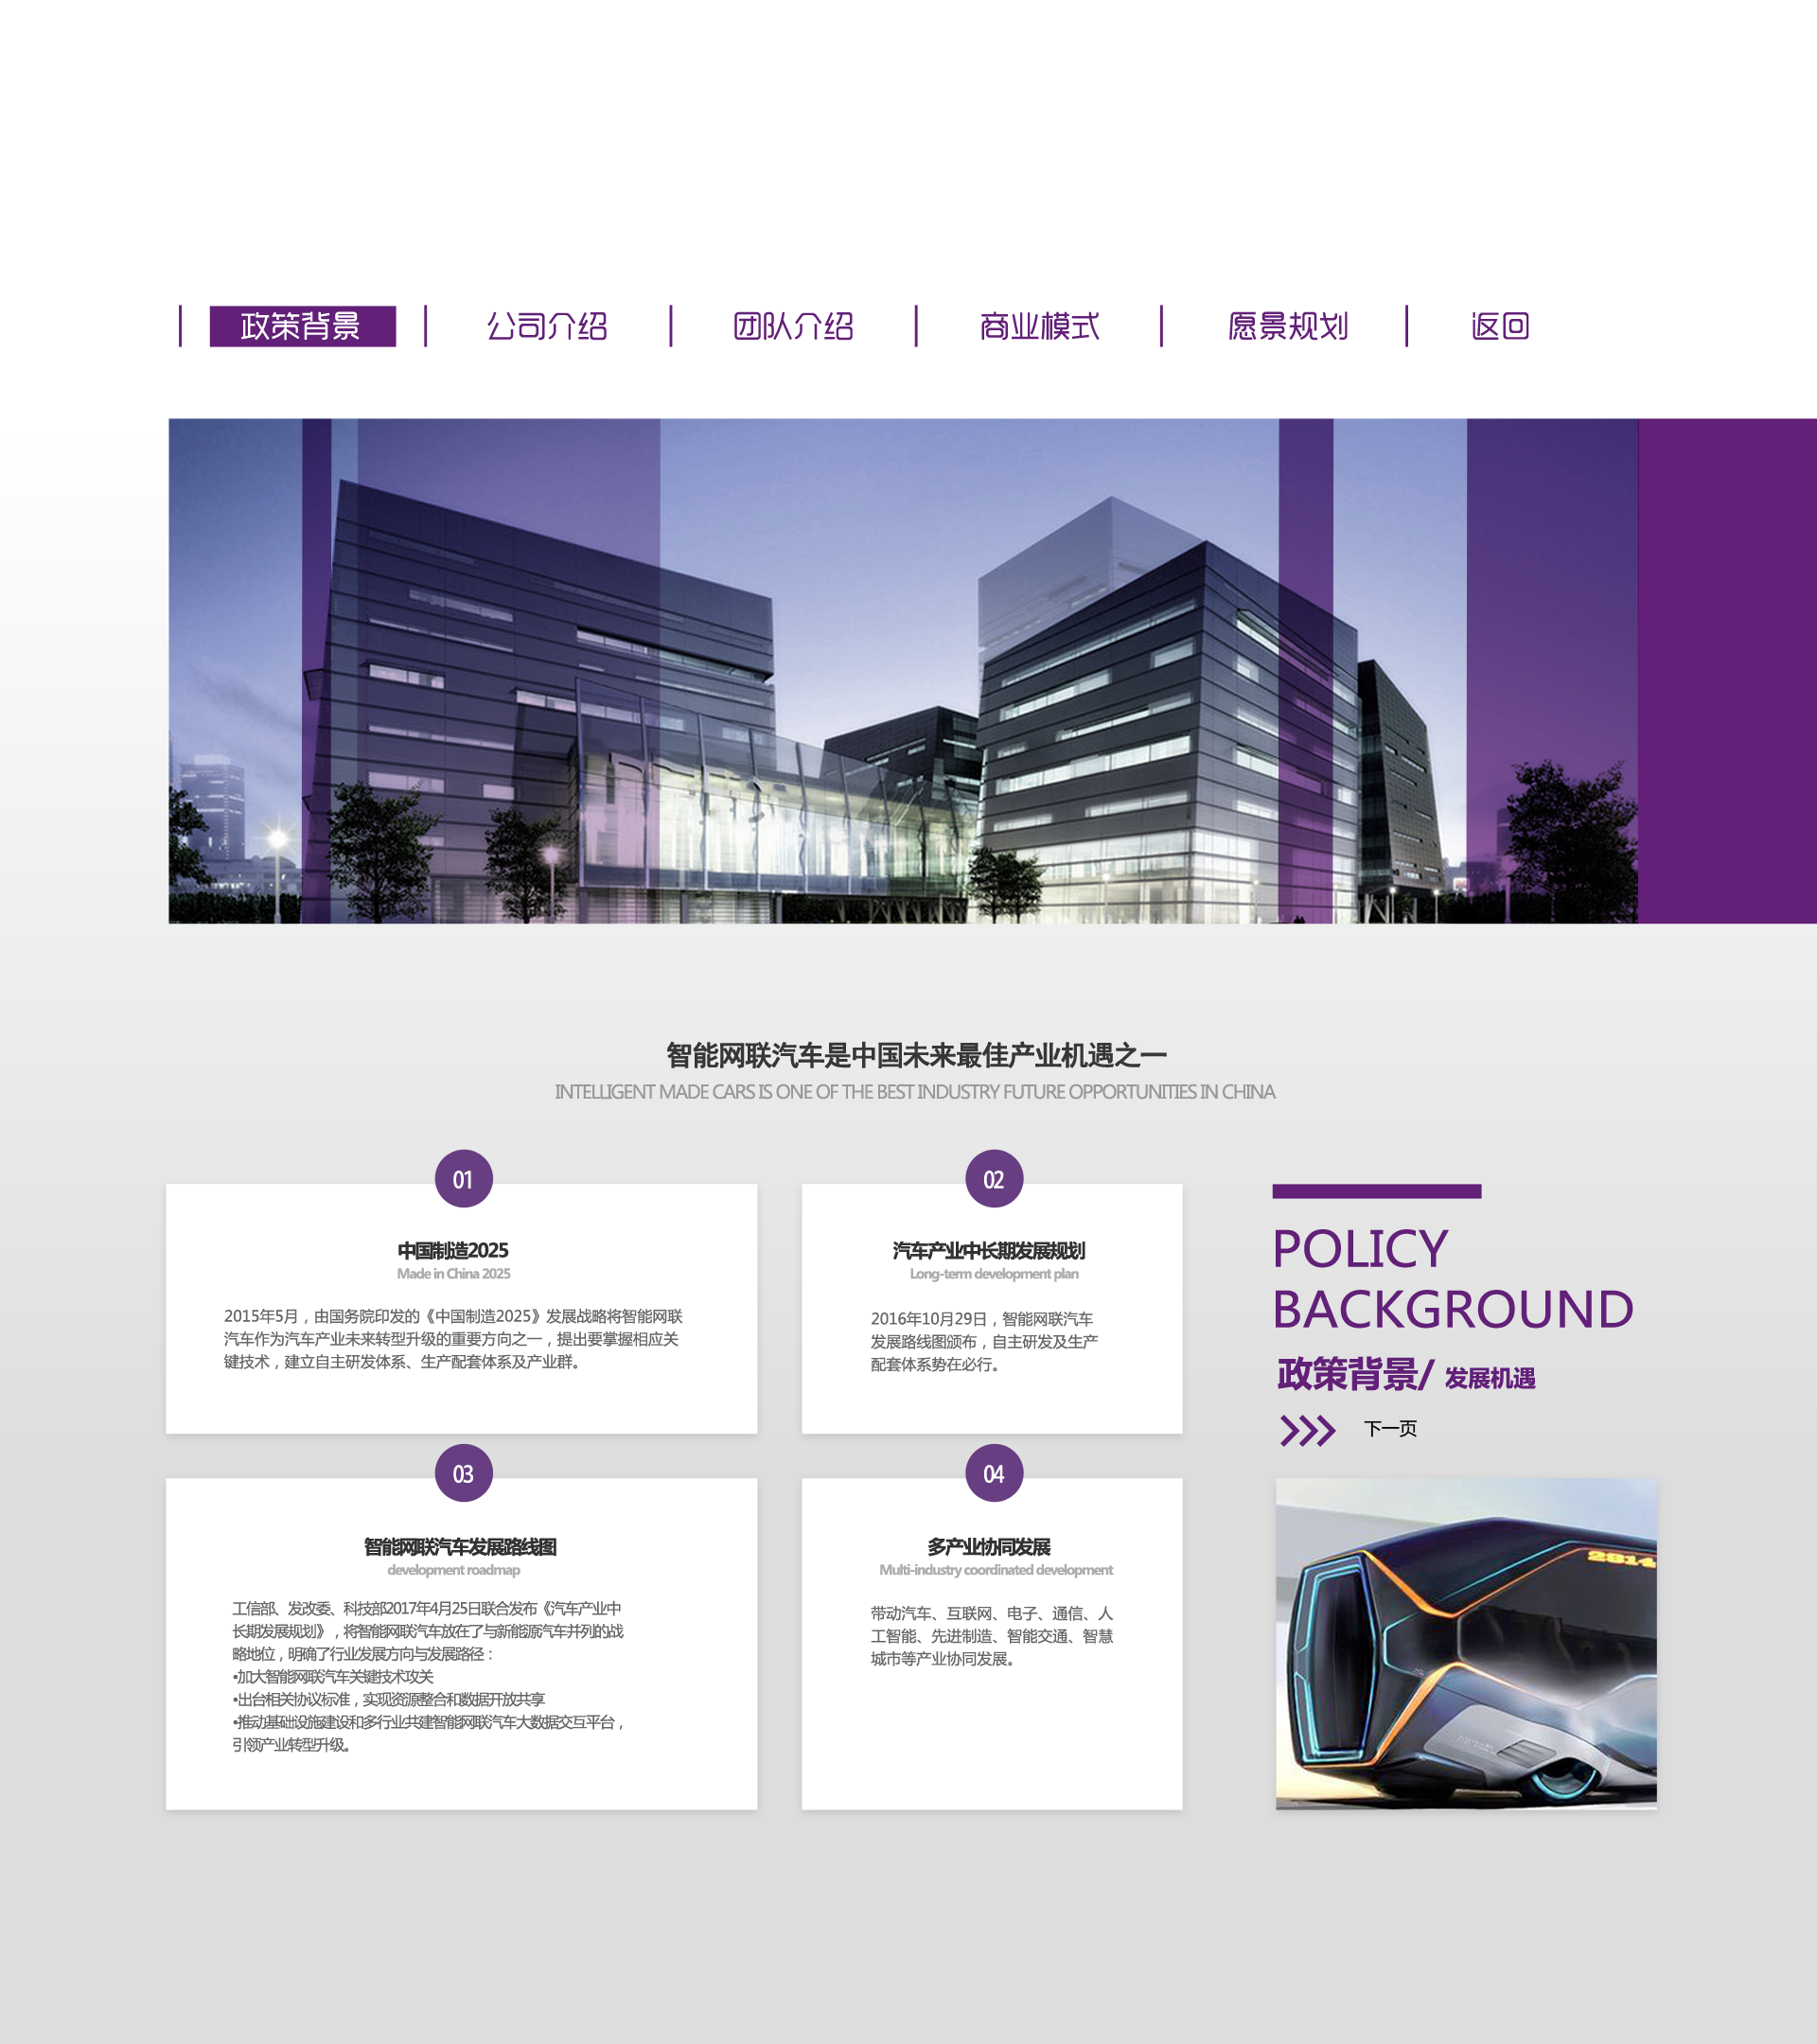 政策背景
公司介绍
团队介绍
商业模式
愿景规划
返回
智能网联汽车是中国未来最佳产业机遇之一
INTELLIGENT MADE CARS IS ONE OF THE BEST INDUSTRY FUTURE OPPORTUNITIES IN CHINA
01
中国制造2025
Made in China 2025
2015年5月，由国务院印发的《中国制造2025》发展战略将智能网联
汽车作为汽车产业未来转型升级的重要方向之一，提出要掌握相应关
键技术，建立自主研发体系、生产配套体系及产业群。
02
汽车产业中长期发展规划
Long-term development plan
2016年10月29日，智能网联汽车
发展路线图颁布，自主研发及生产
配套体系势在必行。
POLICY
BACKGROUND
政策背景/ 发展机遇
下一页
03
智能网联汽车发展路线图
development roadmap
工信部、发改委、科技部2017年4月25日联合发布《汽车产业中
长期发展规划》，将智能网联汽车放在了与新能源汽车并列的战
略地位，明确了行业发展方向与发展路径：
•加大智能网联汽车关键技术攻关
•出台相关协议标准，实现资源整合和数据开放共享
•推动基础设施建设和多行业共建智能网联汽车大数据交互平台，
引领产业转型升级。
04
多产业协同发展
Multi-industry coordinated development
带动汽车、互联网、电子、通信、人
工智能、先进制造、智能交通、智慧
城市等产业协同发展。
2814